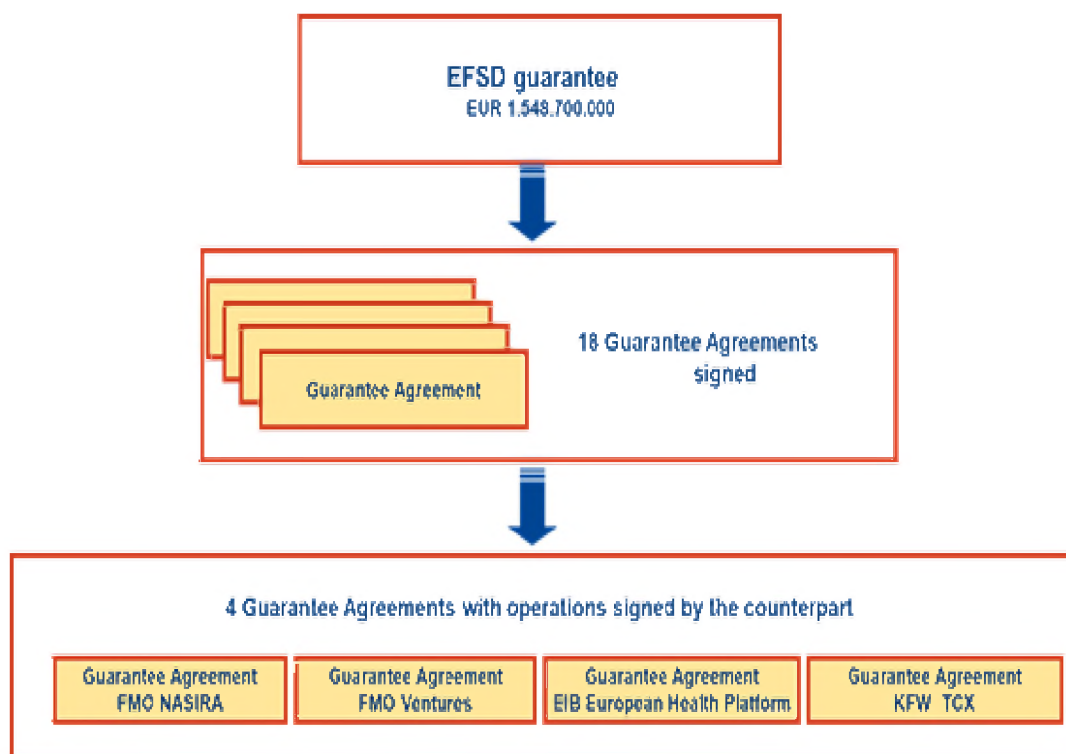 EFSD guarantee
EUR 1.548.700.000
18 Guarantee Agreements
signed
Guarantee Agreement
4 Guarantee Agreements with operations signed by the counterpart
Guarantee Agreement
FMO NASIRA
Guarantee Agreement
FMO Ventures
Guarantee Agreement
EIB European Health Platform
Guarantee Agreement
KFW TCX